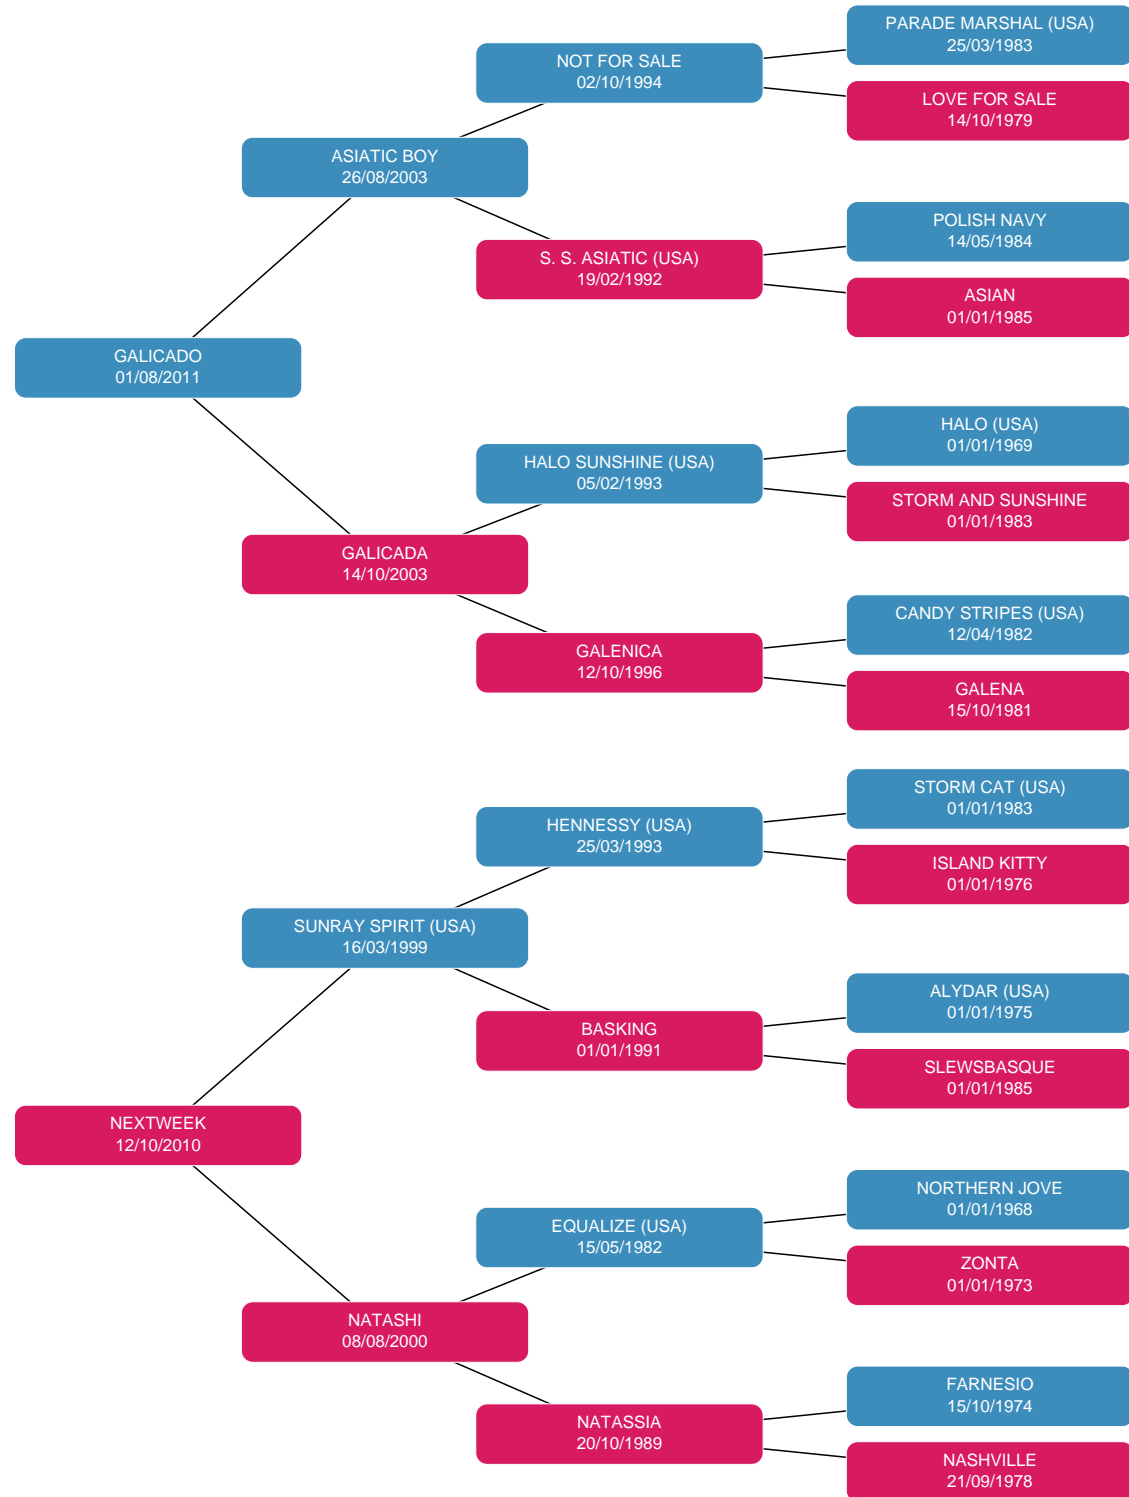 PARADE MARSHAL (USA)
25/03/1983
NOT FOR SALE
02/10/1994
LOVE FOR SALE
14/10/1979
ASIATIC BOY
26/08/2003
POLISH NAVY
14/05/1984
S. S. ASIATIC (USA)
19/02/1992
ASIAN
01/01/1985
GALICADO
01/08/2011
HALO (USA)
01/01/1969
HALO SUNSHINE (USA)
05/02/1993
STORM AND SUNSHINE
01/01/1983
GALICADA
14/10/2003
CANDY STRIPES (USA)
12/04/1982
GALENICA
12/10/1996
GALENA
15/10/1981
STORM CAT (USA)
01/01/1983
HENNESSY (USA)
25/03/1993
ISLAND KITTY
01/01/1976
SUNRAY SPIRIT (USA)
16/03/1999
ALYDAR (USA)
01/01/1975
BASKING
01/01/1991
SLEWSBASQUE
01/01/1985
NEXTWEEK
12/10/2010
NORTHERN JOVE
01/01/1968
EQUALIZE (USA)
15/05/1982
ZONTA
01/01/1973
NATASHI
08/08/2000
FARNESIO
15/10/1974
NATASSIA
20/10/1989
NASHVILLE
21/09/1978